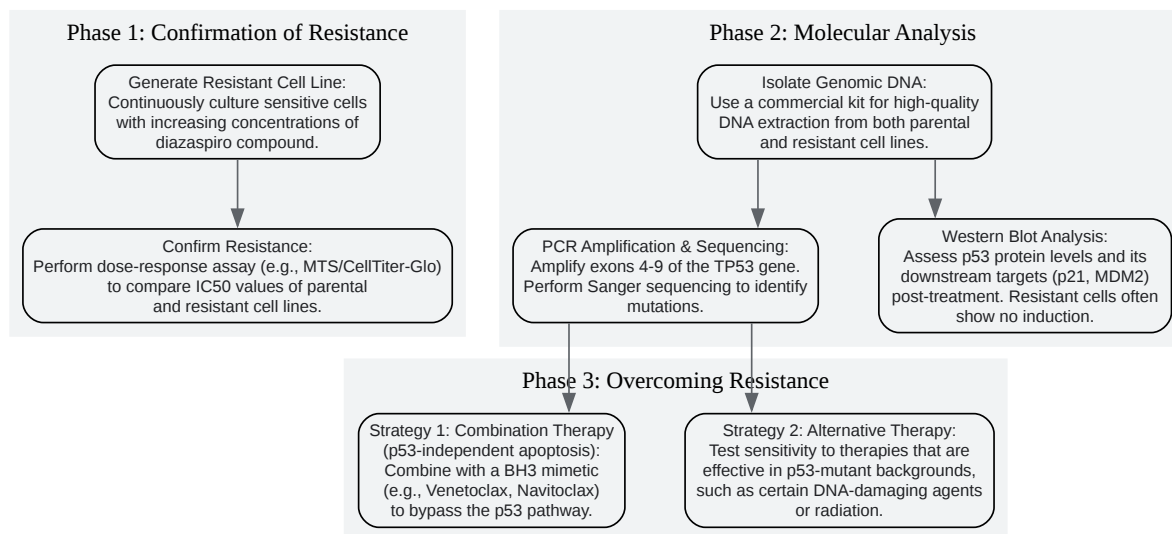 Phase 1: Confirmation of Resistance
Generate Resistant Cell Line:
Continuously culture sensitive cells
with increasing concentrations of
diazaspiro compound.
Confirm Resistance:
Perform dose-response assay (e.g., MTS/CellTiter-Glo)
to compare IC50 values of parental
and resistant cell lines.
Phase 2: Molecular Analysis
Isolate Genomic DNA:
Use a commercial kit for high-quality
DNA extraction from both parental
and resistant cell lines.
PCR Amplification & Sequencing:
Amplify exons 4-9 of the TP53 gene.
Perform Sanger sequencing to identify
mutations.
Western Blot Analysis:
Assess p53 protein levels and its
downstream targets (p21, MDM2)
post-treatment. Resistant cells often
show no induction.
Phase 3: Overcoming Resistance
Strategy 1: Combination Therapy
(p53-independent apoptosis):
Combine with a BH3 mimetic
(e.g., Venetoclax, Navitoclax)
to bypass the p53 pathway.
Strategy 2: Alternative Therapy:
Test sensitivity to therapies that are
effective in p53-mutant backgrounds,
such as certain DNA-damaging agents
or radiation.